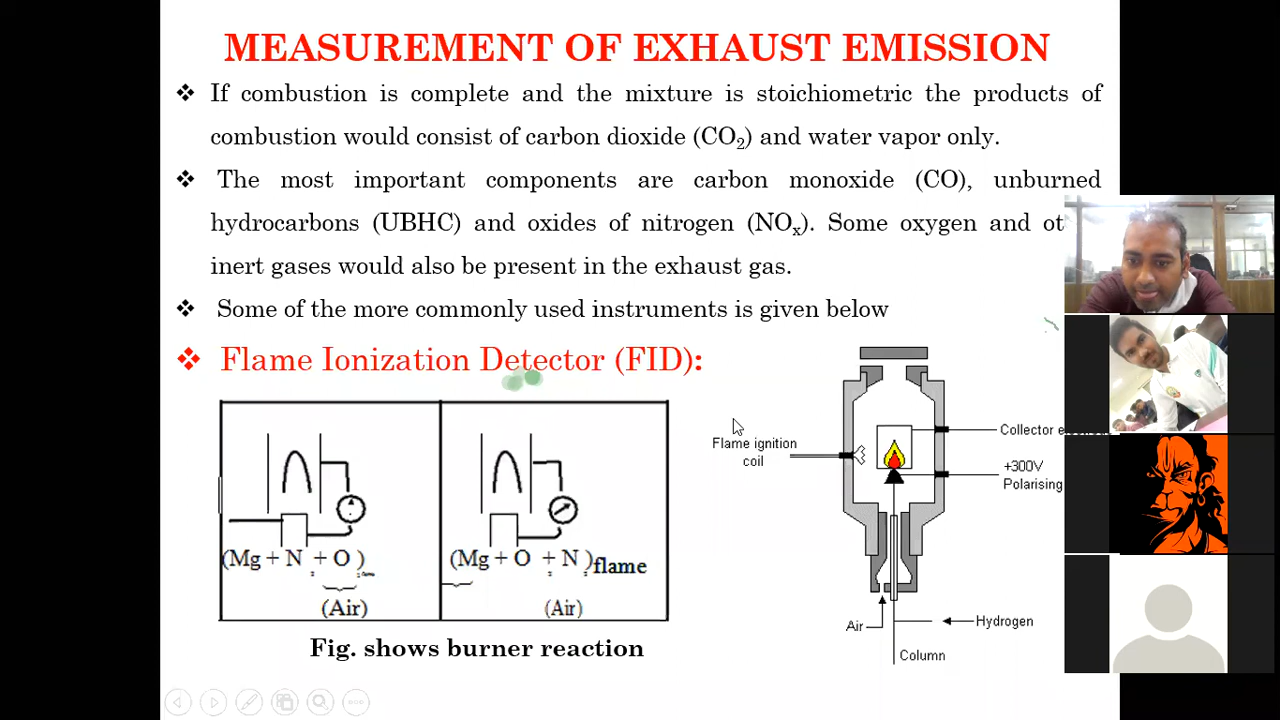 MEASUREMENT OF EXHAUST EMISSION
❖ If combustion is complete and the mixture is stoichiometric the products of
combustion would consist of carbon dioxide (CO₂) and water vapor only.
❖ The most important components are carbon monoxide (CO), unburned
hydrocarbons (UBHC) and oxides of nitrogen (NOₓ). Some oxygen and ot
inert gases would also be present in the exhaust gas.
❖ Some of the more commonly used instruments is given below
❖ Flame Ionization Detector (FID):
(Mg + N₂ + O₂)
(Air)
(Mg + O₂ + N₂)flame
(Air)
Fig. shows burner reaction
Flame ignition
coil
Collector
+300V
Polarising
Air
Hydrogen
Column